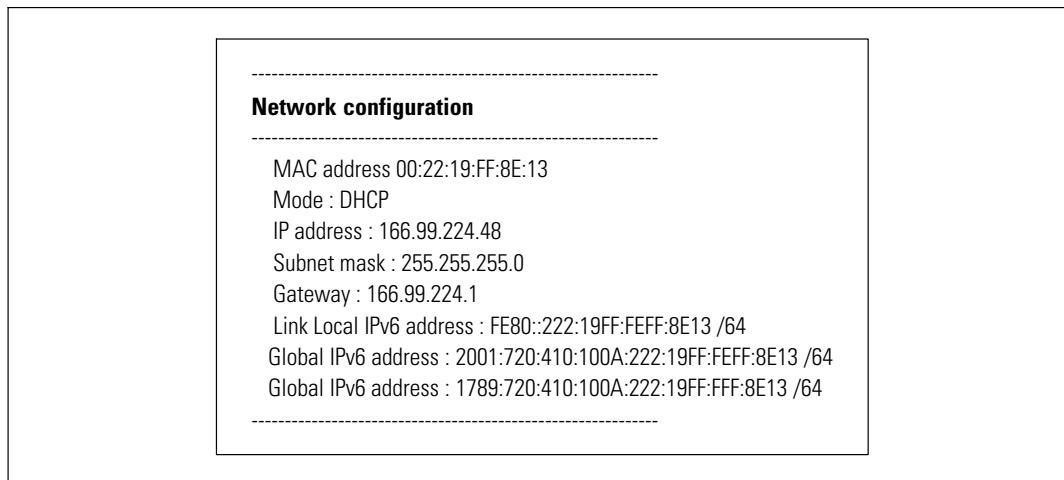 ------------------------------------------------------------
Network configuration
------------------------------------------------------------
MAC address 00:22:19:FF:8E:13
Mode : DHCP
IP address : 166.99.224.48
Subnet mask : 255.255.255.0
Gateway : 166.99.224.1
Link Local IPv6 address : FE80::222:19FF:FEFF:8E13 /64
Global IPv6 address : 2001:720:410:100A:222:19FF:FEFF:8E13 /64
Global IPv6 address : 1789:720:410:100A:222:19FF:FFF:8E13 /64
------------------------------------------------------------